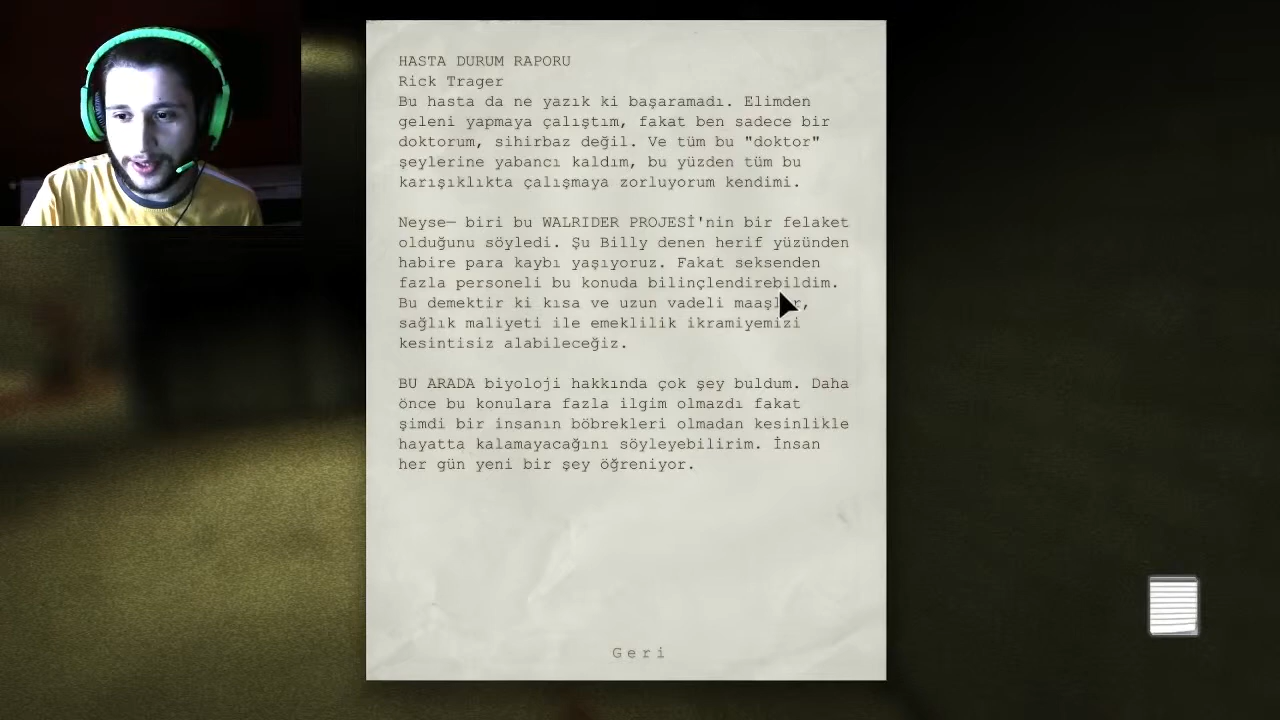 HASTA DURUM RAPORU
Rick Trager
Bu hasta da ne yazık ki başaramadı. Elimden
geleni yapmaya çalıştım, fakat ben sadece bir
doktorum, sihirbaz değil. Ve tüm bu "doktor"
şeylerine yabancı kaldım, bu yüzden tüm bu
karışıklıkta çalışmaya zorluyorum kendimi.
Neyse— biri bu WALRIDER PROJESİ'nin bir felaket
olduğunu söyledi. Şu Billy denen herif yüzünden
habire para kaybı yaşıyoruz. Fakat seksenden
fazla personeli bu konuda bilinçlendirebildim.
Bu demektir ki kısa ve uzun vadeli maaşlar,
sağlık maliyeti ile emeklilik ikramiyemizi
kesintisiz alabileceğiz.
BU ARADA biyoloji hakkında çok şey buldum. Daha
önce bu konulara fazla ilgim olmazdı fakat
şimdi bir insanın böbrekleri olmadan kesinlikle
hayatta kalamayacağını söyleyebilirim. İnsan
her gün yeni bir şey öğreniyor.
Geri